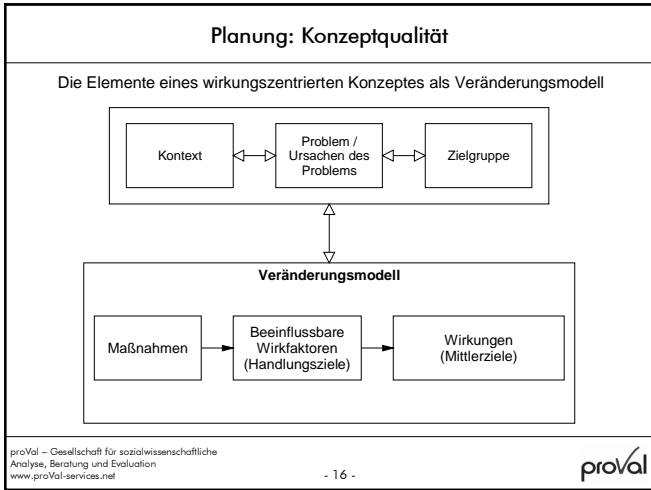 Planung: Konzeptqualität
Die Elemente eines wirkungszentrierten Konzeptes als Veränderungsmodell
Kontext
Problem /
Ursachen des
Problems
Zielgruppe
Veränderungsmodell
Maßnahmen
Beeinflussbare
Wirkfaktoren
(Handlungsziele)
Wirkungen
(Mittlerziele)
proVal – Gesellschaft für sozialwissenschaftliche
Analyse, Beratung und Evaluation
www.proVal-services.net
- 16 -
proval